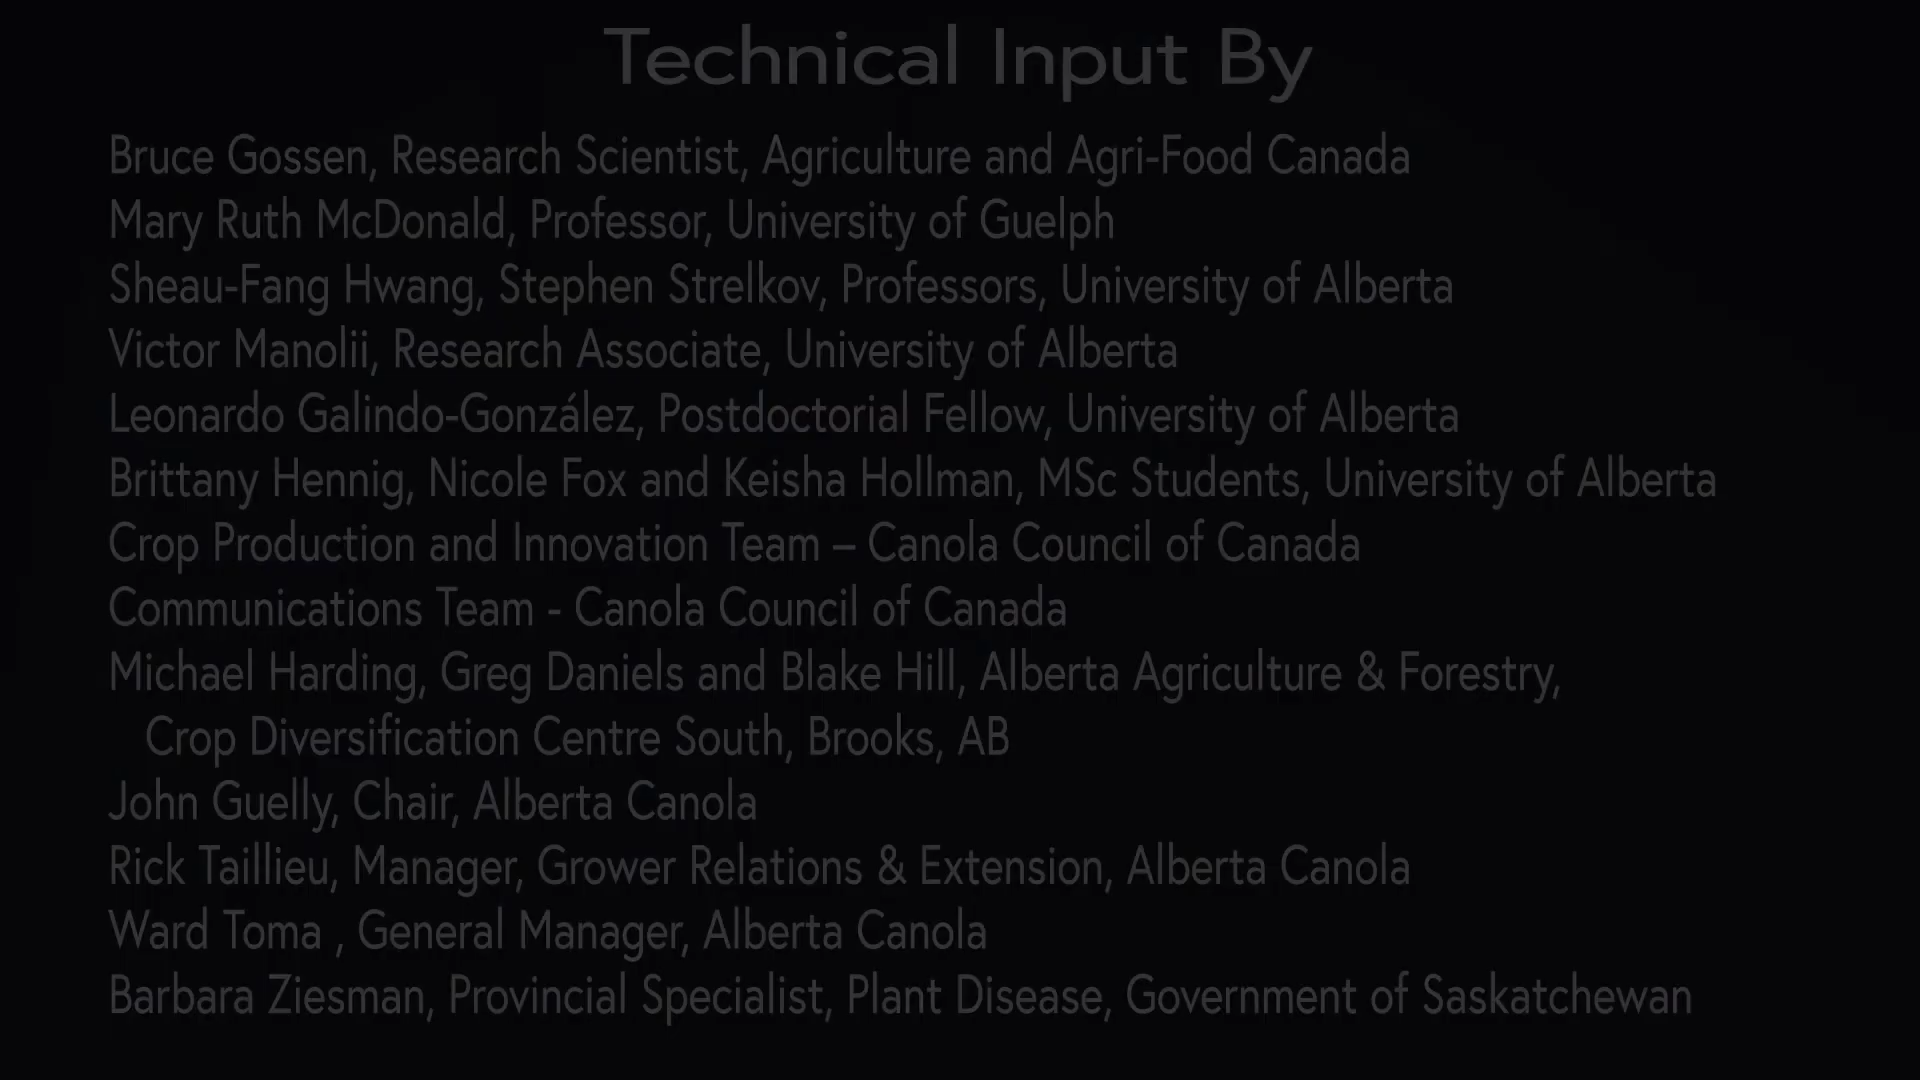 Technical Input By
Bruce Gossen, Research Scientist, Agriculture and Agri-Food Canada
Mary Ruth McDonald, Professor, University of Guelph
Sheau-Fang Hwang, Stephen Strelkov, Professors, University of Alberta
Victor Manolii, Research Associate, University of Alberta
Leonardo Galindo-González, Postdoctorial Fellow, University of Alberta
Brittany Hennig, Nicole Fox and Keisha Hollman, MSc Students, University of Alberta
Crop Production and Innovation Team – Canola Council of Canada
Communications Team - Canola Council of Canada
Michael Harding, Greg Daniels and Blake Hill, Alberta Agriculture & Forestry,
Crop Diversification Centre South, Brooks, AB
John Guelly, Chair, Alberta Canola
Rick Taillieu, Manager, Grower Relations & Extension, Alberta Canola
Ward Toma , General Manager, Alberta Canola
Barbara Ziesman, Provincial Specialist, Plant Disease, Government of Saskatchewan